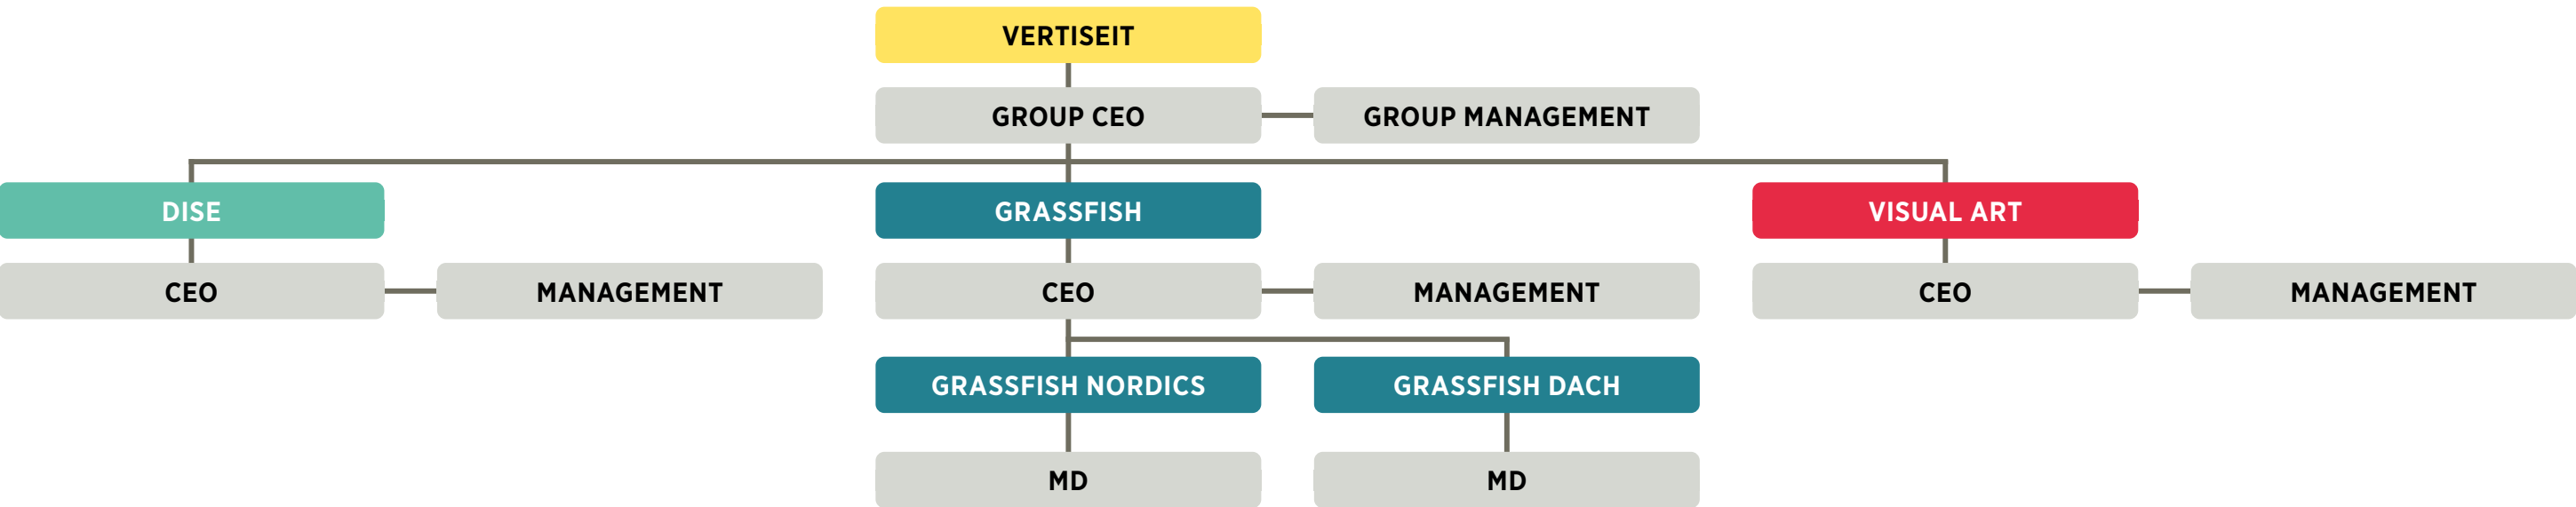 VERTISEIT
GROUP CEO
GROUP MANAGEMENT
DISE
GRASSFISH
VISUAL ART
CEO
MANAGEMENT
CEO
MANAGEMENT
CEO
MANAGEMENT
GRASSFISH NORDICS
GRASSFISH DACH
MD
MD